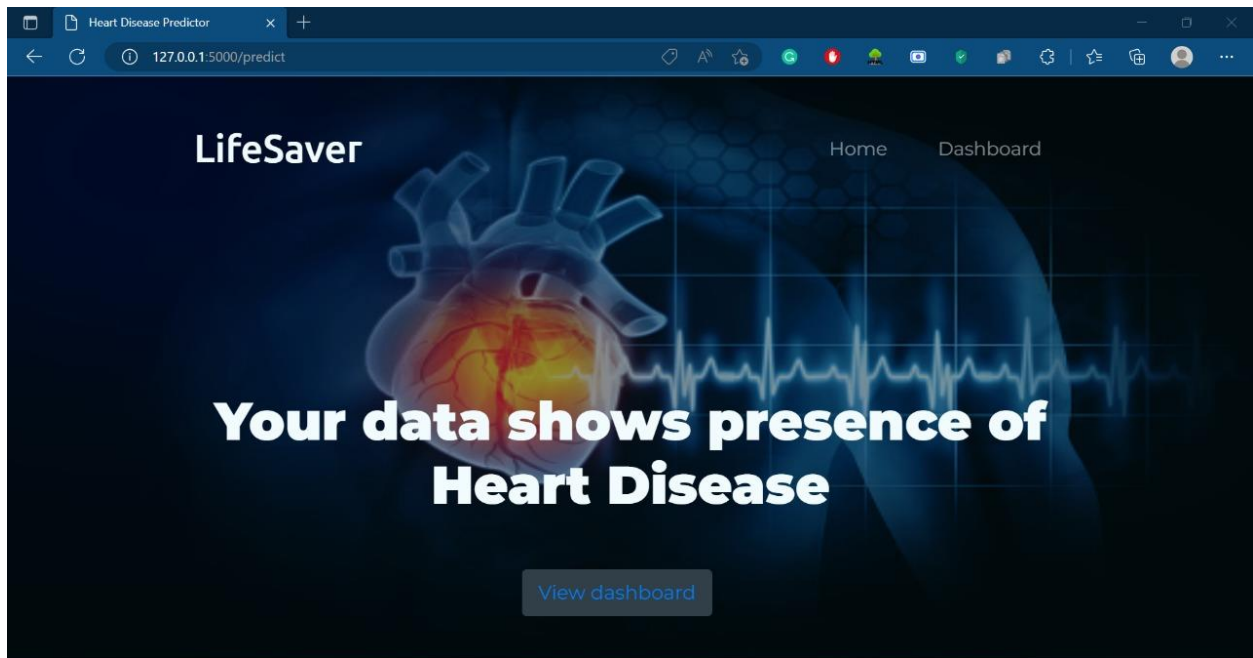 Heart Disease Predictor
127.0.0.1:5000/predict
LifeSaver
Home Dashboard
Your data shows presence of
Heart Disease
View dashboard